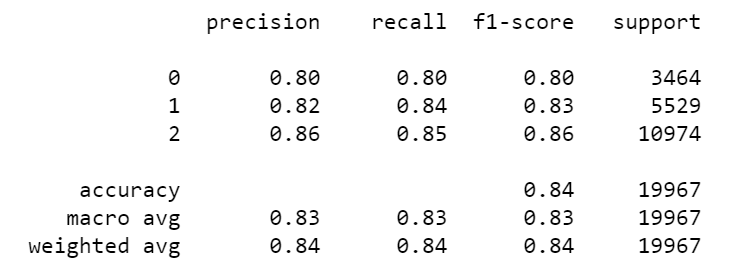 precision recall f1-score support
0 0.80 0.80 0.80 3464
1 0.82 0.84 0.83 5529
2 0.86 0.85 0.86 10974
accuracy 0.84 19967
macro avg 0.83 0.83 0.83 19967
weighted avg 0.84 0.84 0.84 19967